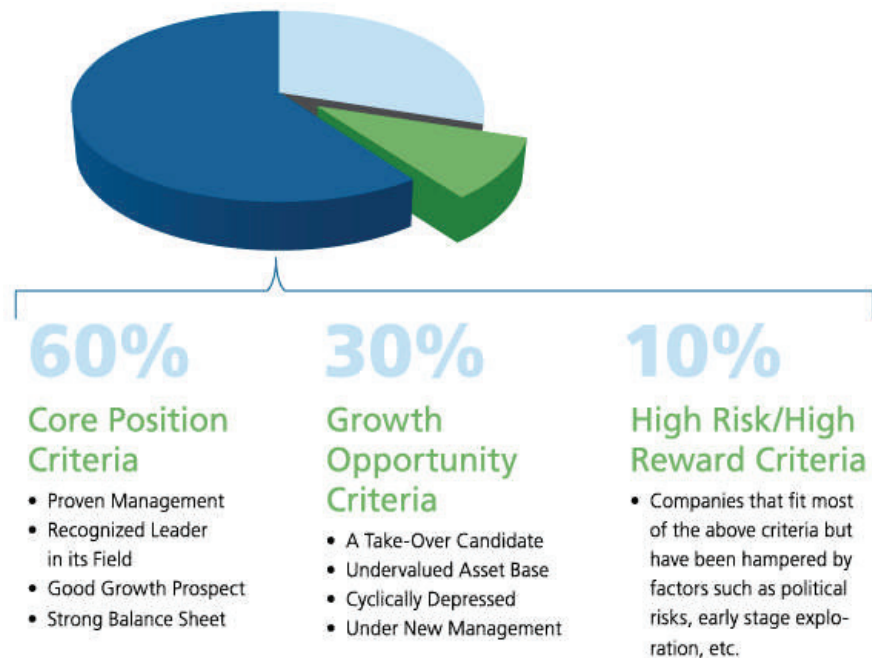 60%
Core Position
Criteria
• Proven Management
• Recognized Leader
in its Field
• Good Growth Prospect
• Strong Balance Sheet
30%
Growth
Opportunity
Criteria
• A Take-Over Candidate
• Undervalued Asset Base
• Cyclically Depressed
• Under New Management
10%
High Risk/High
Reward Criteria
• Companies that fit most
of the above criteria but
have been hampered by
factors such as political
risks, early stage explo-
ration, etc.